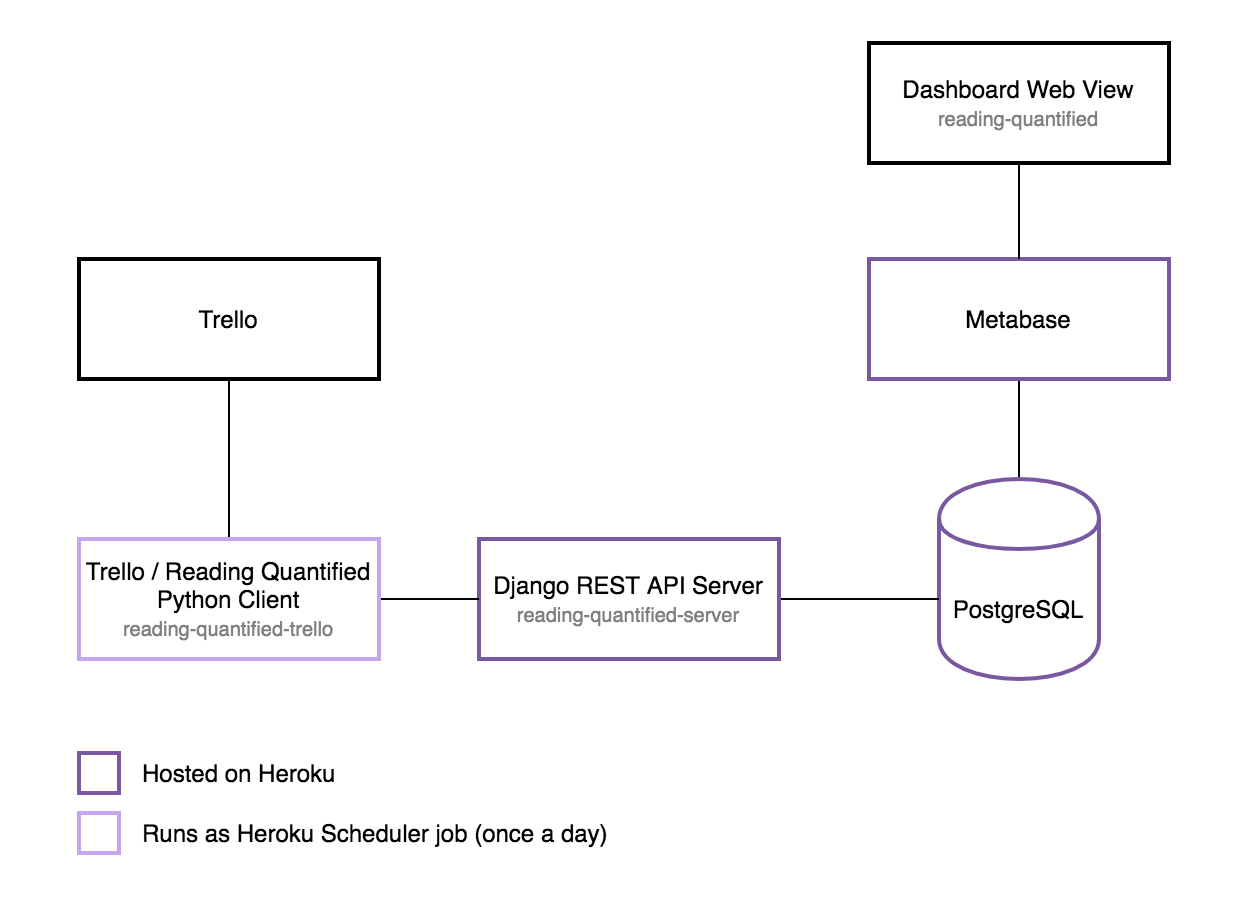 Dashboard Web View
reading-quantified
Trello
Metabase
Trello / Reading Quantified
Python Client
reading-quantified-trello
Django REST API Server
reading-quantified-server
PostgreSQL
Hosted on Heroku
Runs as Heroku Scheduler job (once a day)